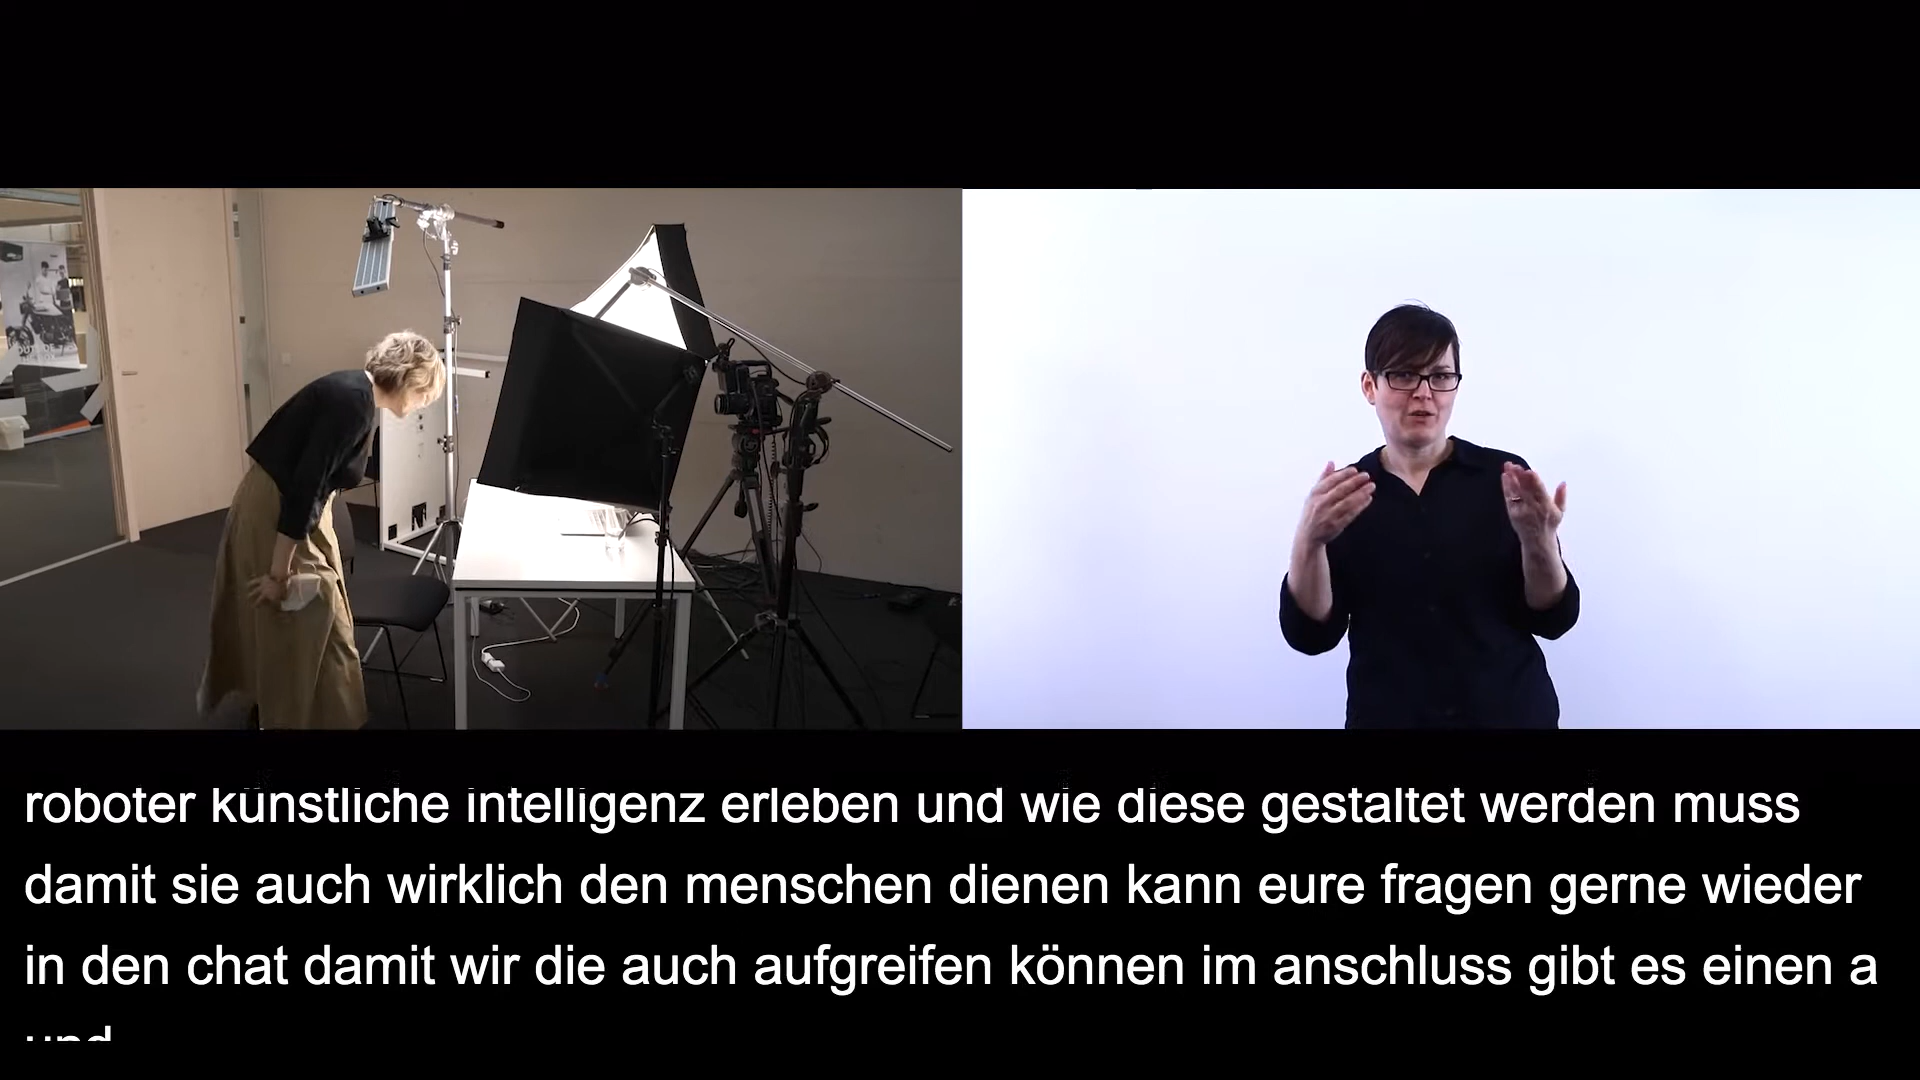 roboter künstliche intelligenz erleben und wie diese gestaltet werden muss
damit sie auch wirklich den menschen dienen kann eure fragen gerne wieder
in den chat damit wir die auch aufgreifen können im anschluss gibt es einen a
und